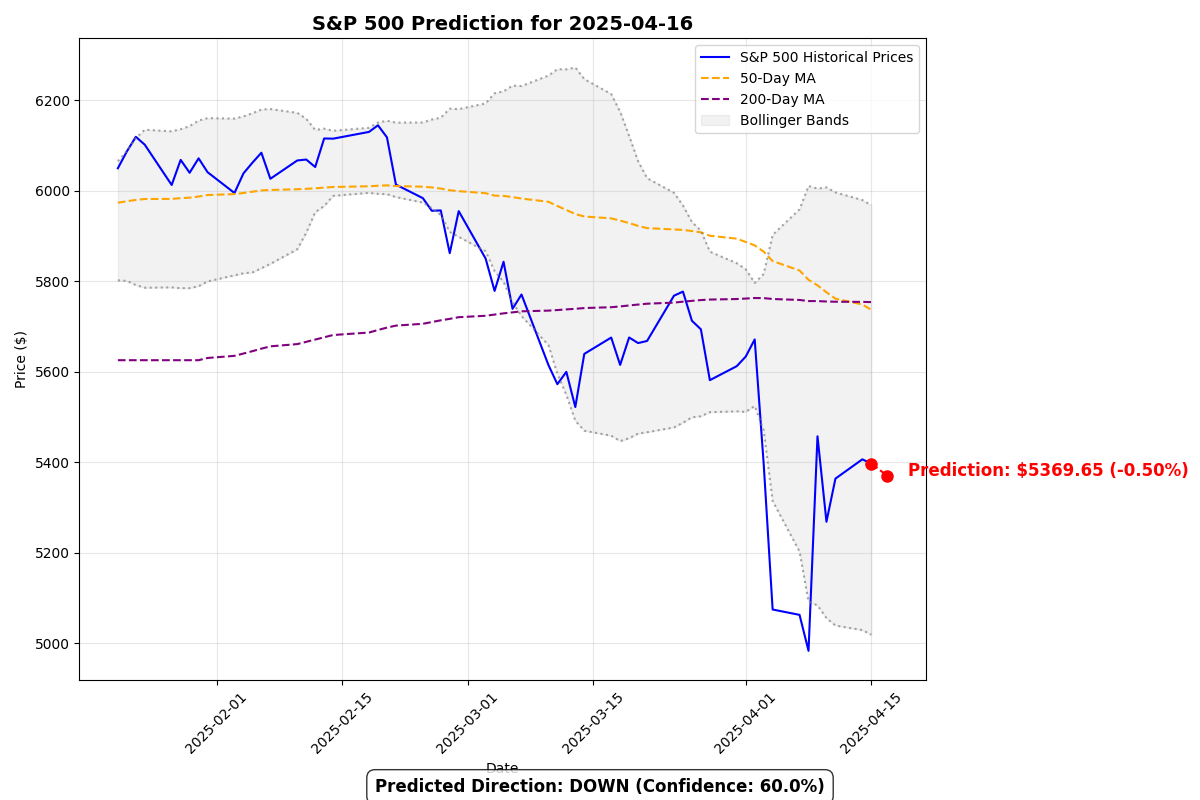 S&P 500 Prediction for 2025-04-16
S&P 500 Historical Prices
50-Day MA
200-Day MA
Bollinger Bands
Price ($)
6200
6000
5800
5600
5400
5200
5000
Prediction: $5369.65 (-0.50%)
2025-02-01
2025-02-15
2025-03-01
2025-03-15
2025-04-01
2025-04-15
Date
Predicted Direction: DOWN (Confidence: 60.0%)